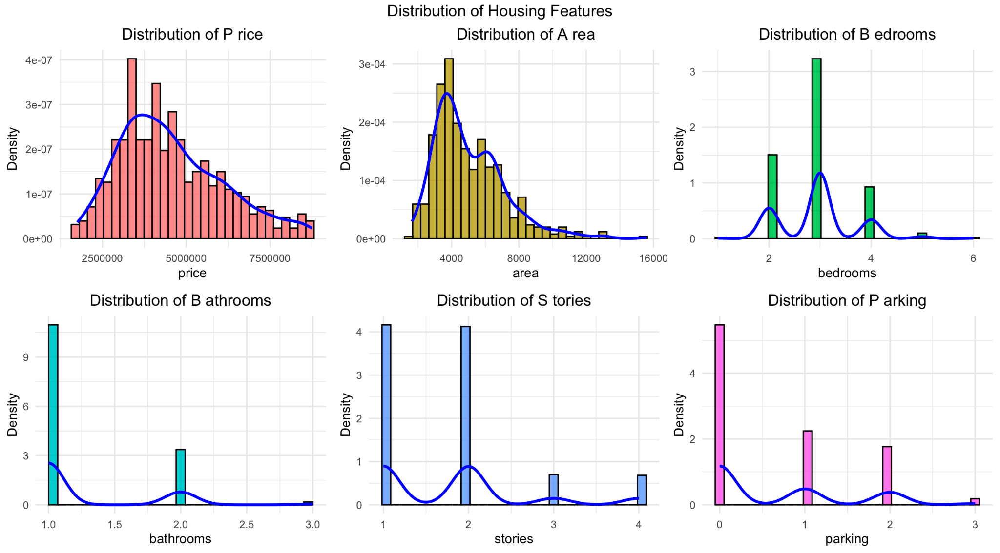 Distribution of Housing Features
Distribution of P rice
4e-07
3e-07
2e-07
1e-07
0e+00
Density
2500000 5000000 7500000
price
Distribution of A rea
3e-04
2e-04
1e-04
0e+00
Density
4000 8000 12000 16000
area
Distribution of B edrooms
3
2
1
0
Density
2 4 6
bedrooms
Distribution of B athrooms
9
6
3
0
Density
1.0 1.5 2.0 2.5 3.0
bathrooms
Distribution of S tories
4
3
2
1
0
Density
1 2 3 4
stories
Distribution of P arking
4
2
0
Density
0 1 2 3
parking